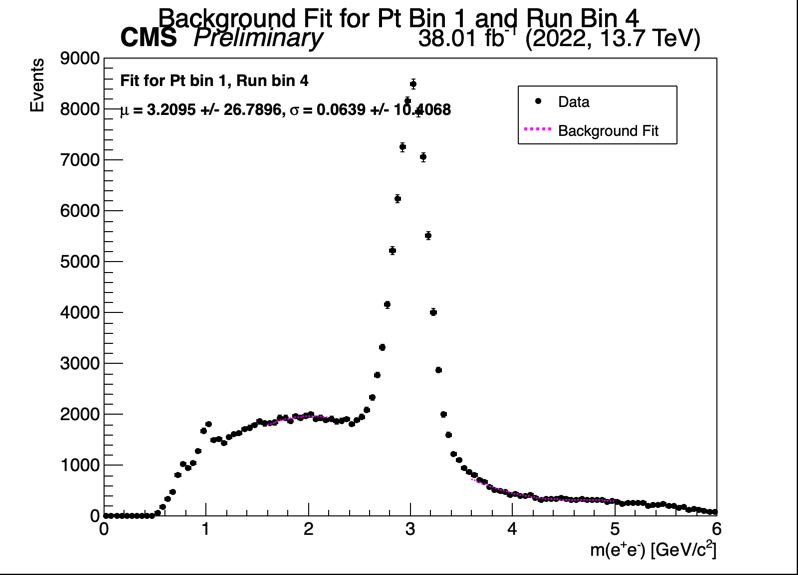 Background Fit for Pt Bin 1 and Run Bin 4
CMS Preliminary 38.01 fb⁻¹ (2022, 13.7 TeV)
Events
9000
8000
7000
6000
5000
4000
3000
2000
1000
0
Fit for Pt bin 1, Run bin 4
μ = 3.2095 +/- 26.7896, σ = 0.0639 +/- 10.4068
Data
Background Fit
0 1 2 3 4 5 6
m(e⁺e⁻) [GeV/c²]